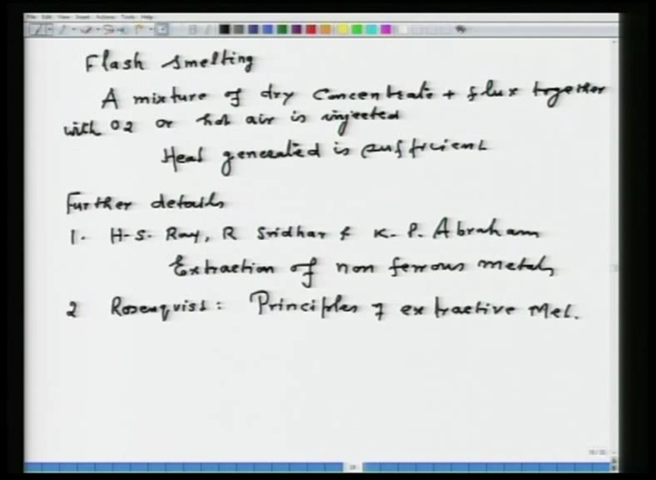 Flash smelting
A mixture of dry concentrate + flux together
with O2 or hot air is injected
Heat generated is sufficient
Further details
1. H.S. Ray, R Sridhar & K.P. Abraham
Extraction of non ferrous metals
2 Rosenqvist: Principles of extractive Met.